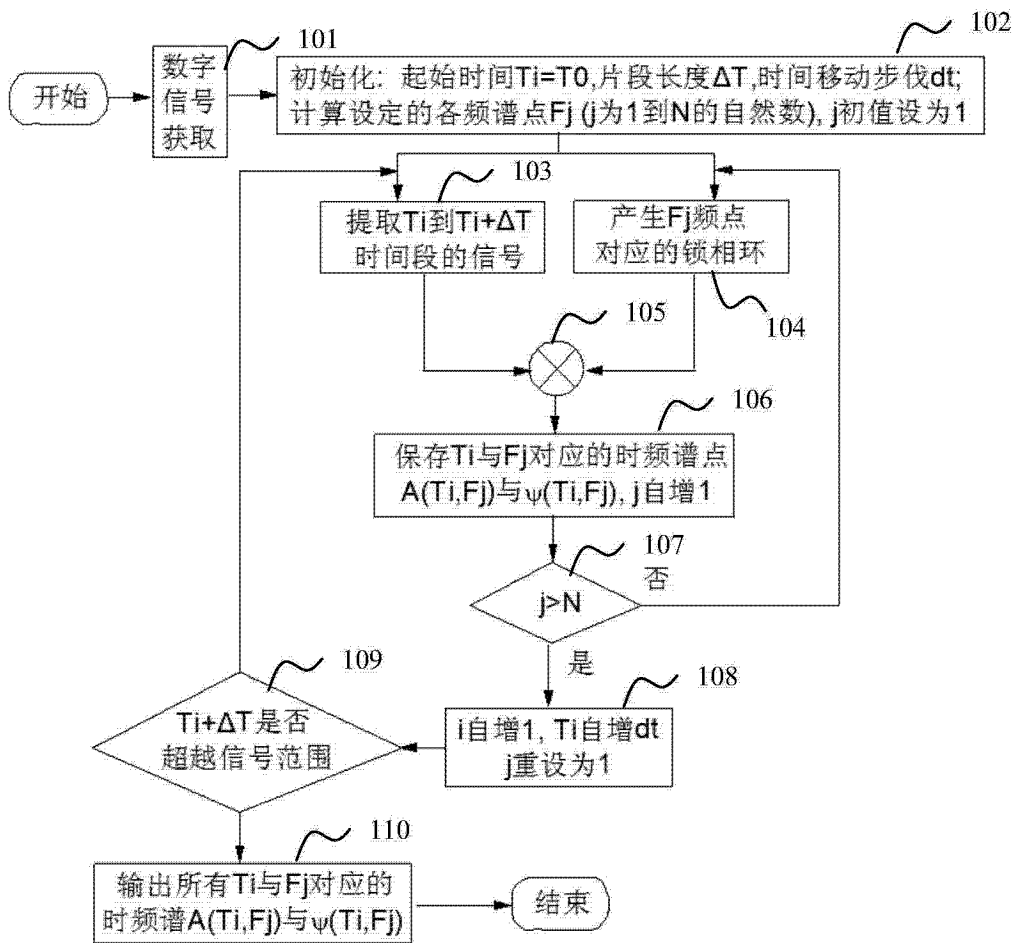 开始
101
数字
信号
获取
102
初始化: 起始时间Ti=T0,片段长度ΔT,时间移动步伐dt;
计算设定的各频谱点Fj (j为1到N的自然数), j初值设为1
103
提取Ti到Ti+ΔT
时间段的信号
产生Fj频点
对应的锁相环
104
105
106
保存Ti与Fj对应的时频谱点
A(Ti,Fj)与ψ(Ti,Fj), j自增1
107
否
j>N
是
108
i自增1, Ti自增dt
j重设为1
109
Ti+ΔT是否
超越信号范围
110
输出所有Ti与Fj对应的
时频谱A(Ti,Fj)与ψ(Ti,Fj)
结束